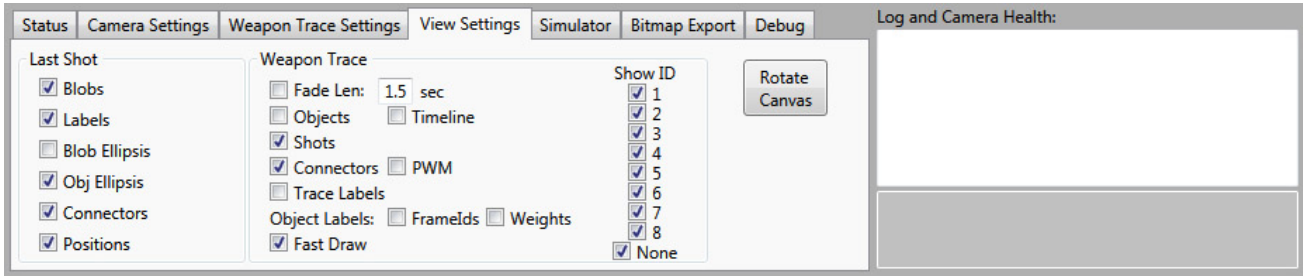 Status Camera Settings Weapon Trace Settings View Settings Simulator Bitmap Export Debug
Log and Camera Health:
Last Shot
Blobs
Labels
Blob Ellipsis
Obj Ellipsis
Connectors
Positions
Weapon Trace
Fade Len: 1.5 sec
Objects Timeline
Shots
Connectors PWM
Trace Labels
Object Labels: FrameIds Weights
Fast Draw
Show ID
1
2
3
4
5
6
7
8
None
Rotate
Canvas